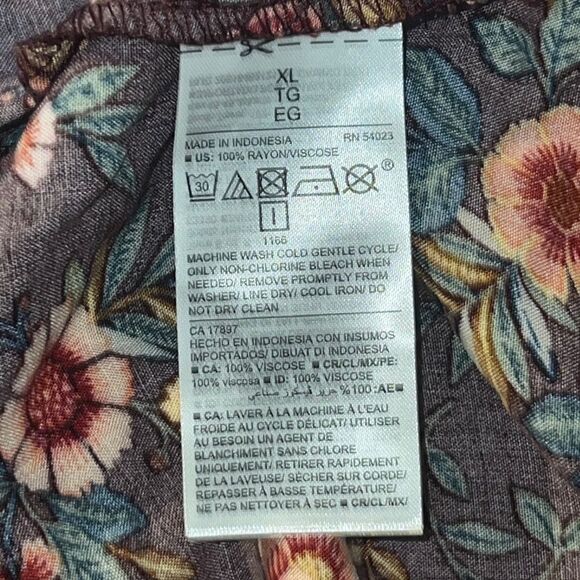 XL
TG
EG
MADE IN INDONESIA RN 54023
■ US: 100% RAYON/VISCOSE
30 ®
I
1166
MACHINE WASH COLD GENTLE CYCLE/
ONLY NON-CHLORINE BLEACH WHEN
NEEDED/ REMOVE PROMPTLY FROM
WASHER/ LINE DRY/ COOL IRON/ DO
NOT DRY CLEAN
CA 17897
HECHO EN INDONESIA CON INSUMOS
IMPORTADOS/ DIBUAT DI INDONESIA
■ CA: 100% VISCOSE ■ CR/CL/MX/PE:
100% viscosa ■ ID: 100% VISCOSE
■ AE: 100% حرير فيسكوز صناعي
■ CA: LAVER À LA MACHINE À L'EAU
FROIDE AU CYCLE DÉLICAT/ UTILISER
AU BESOIN UN AGENT DE
BLANCHIMENT SANS CHLORE
UNIQUEMENT/ RETIRER RAPIDEMENT
DE LA LAVEUSE/ SÉCHER SUR CORDE/
REPASSER À BASSE TEMPÉRATURE/
NE PAS NETTOYER À SEC ■ CR/CL/MX/